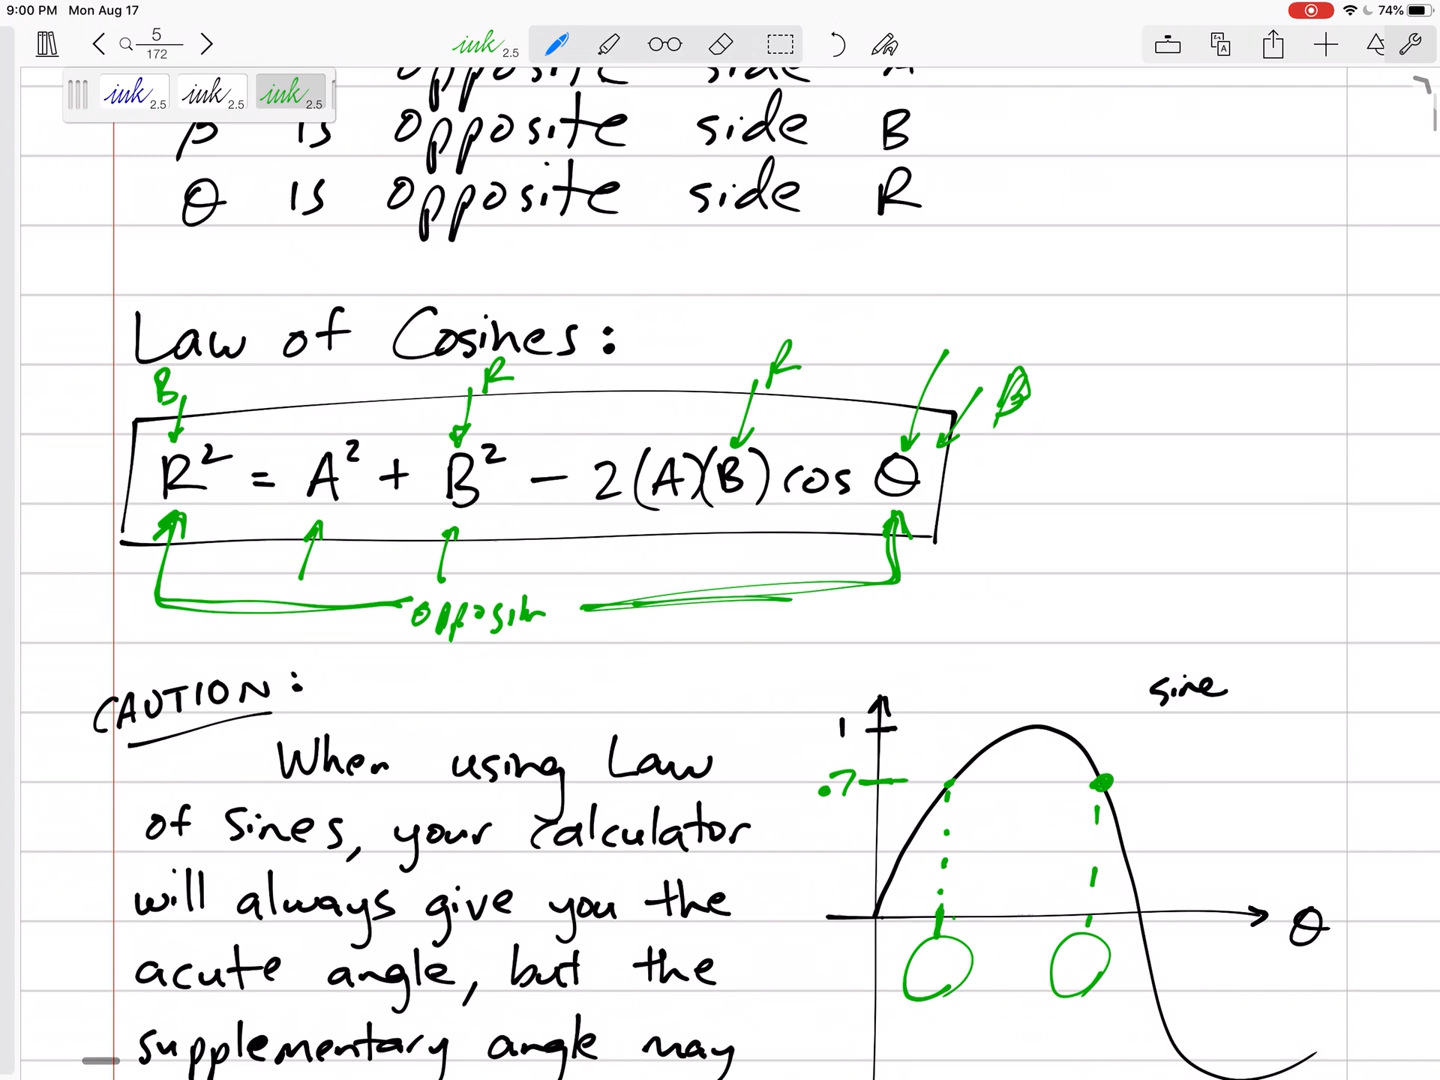 9:00 PM Mon Aug 17
74%
5
172
ink 2.5
ink 2.5 ink 2.5 ink 2.5
opposite side
β is opposite side B
θ is opposite side R
Law of Cosines:
B R R β
R² = A² + B² − 2(A)(B) cos θ
opposite
CAUTION:
When using Law
of Sines, your calculator
will always give you the
acute angle, but the
supplementary angle may
sine
1
.7
θ